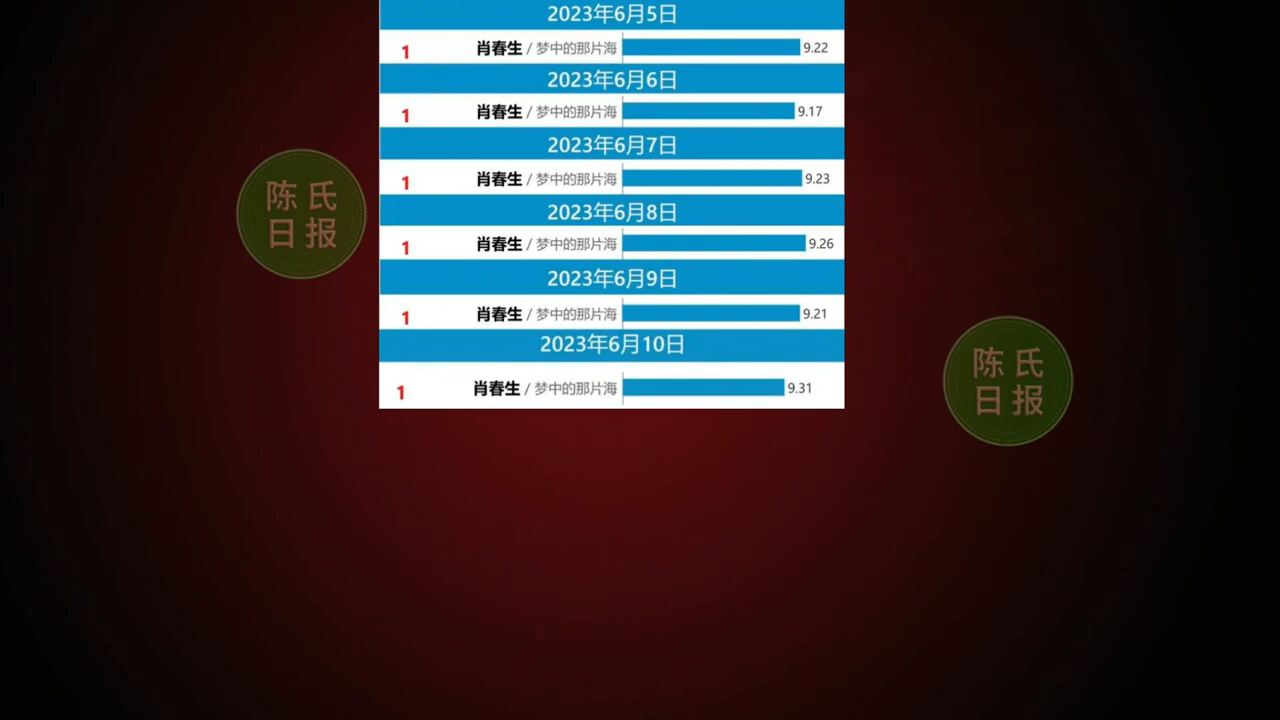 2023年6月5日
1 肖春生 / 梦中的那片海 9.22
2023年6月6日
1 肖春生 / 梦中的那片海 9.17
2023年6月7日
1 肖春生 / 梦中的那片海 9.23
2023年6月8日
1 肖春生 / 梦中的那片海 9.26
2023年6月9日
1 肖春生 / 梦中的那片海 9.21
2023年6月10日
1 肖春生 / 梦中的那片海 9.31
陈氏
日报
陈氏
日报